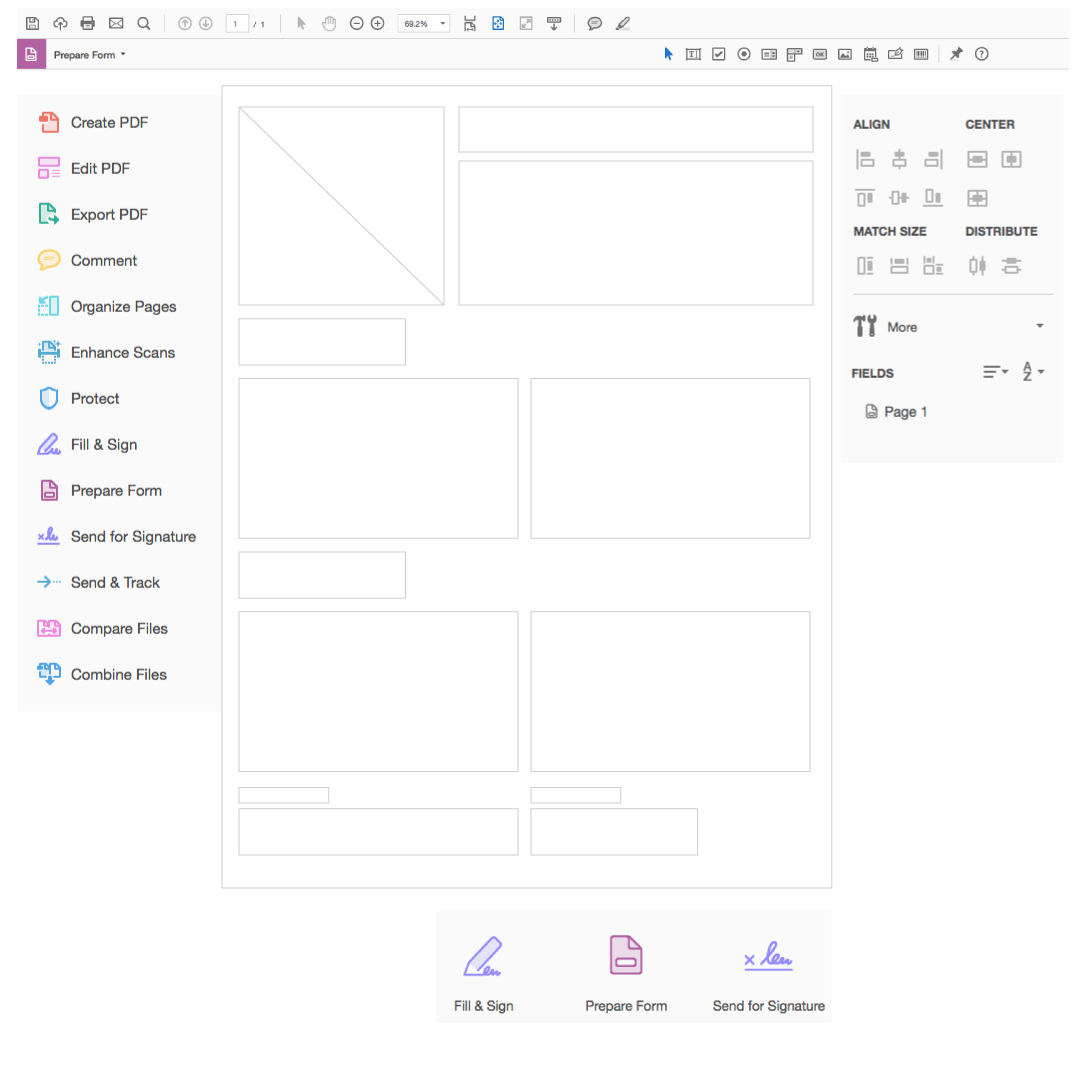 1 / 1
69.2%
Prepare Form
T
OK
Create PDF
Edit PDF
Export PDF
Comment
Organize Pages
Enhance Scans
Protect
Fill & Sign
Prepare Form
Send for Signature
Send & Track
Compare Files
Combine Files
ALIGN
CENTER
MATCH SIZE
DISTRIBUTE
More
FIELDS
A
Z
Page 1
Fill & Sign
Prepare Form
Send for Signature